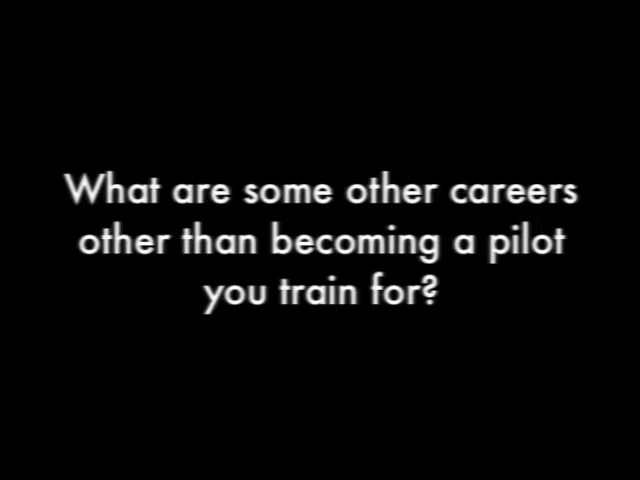 What are some other careers
other than becoming a pilot
you train for?